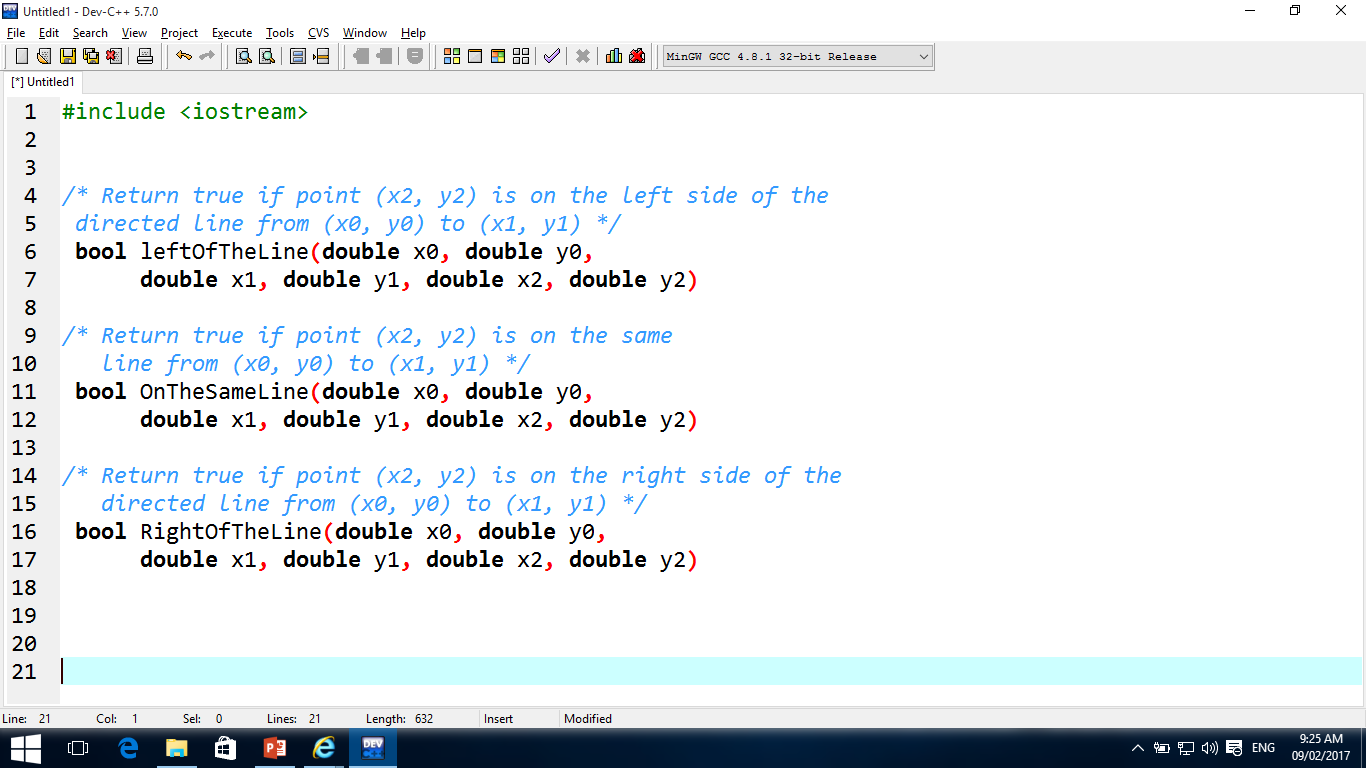 Untitled1 - Dev-C++ 5.7.0
File Edit Search View Project Execute Tools CVS Window Help
MinGW GCC 4.8.1 32-bit Release
[*] Untitled1
1 #include <iostream>
2
3
4 /* Return true if point (x2, y2) is on the left side of the
5 directed line from (x0, y0) to (x1, y1) */
6 bool leftOfTheLine(double x0, double y0,
7 double x1, double y1, double x2, double y2)
8
9 /* Return true if point (x2, y2) is on the same
10 line from (x0, y0) to (x1, y1) */
11 bool OnTheSameLine(double x0, double y0,
12 double x1, double y1, double x2, double y2)
13
14 /* Return true if point (x2, y2) is on the right side of the
15 directed line from (x0, y0) to (x1, y1) */
16 bool RightOfTheLine(double x0, double y0,
17 double x1, double y1, double x2, double y2)
18
19
20
21
Line: 21 Col: 1 Sel: 0 Lines: 21 Length: 632 Insert Modified
DEV
ENG
9:25 AM
09/02/2017